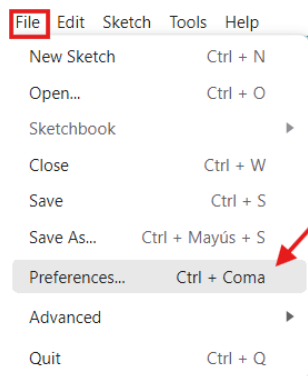 File Edit Sketch Tools Help
New Sketch Ctrl + N
Open... Ctrl + O
Sketchbook
Close Ctrl + W
Save Ctrl + S
Save As... Ctrl + Mayús + S
Preferences... Ctrl + Coma
Advanced
Quit Ctrl + Q